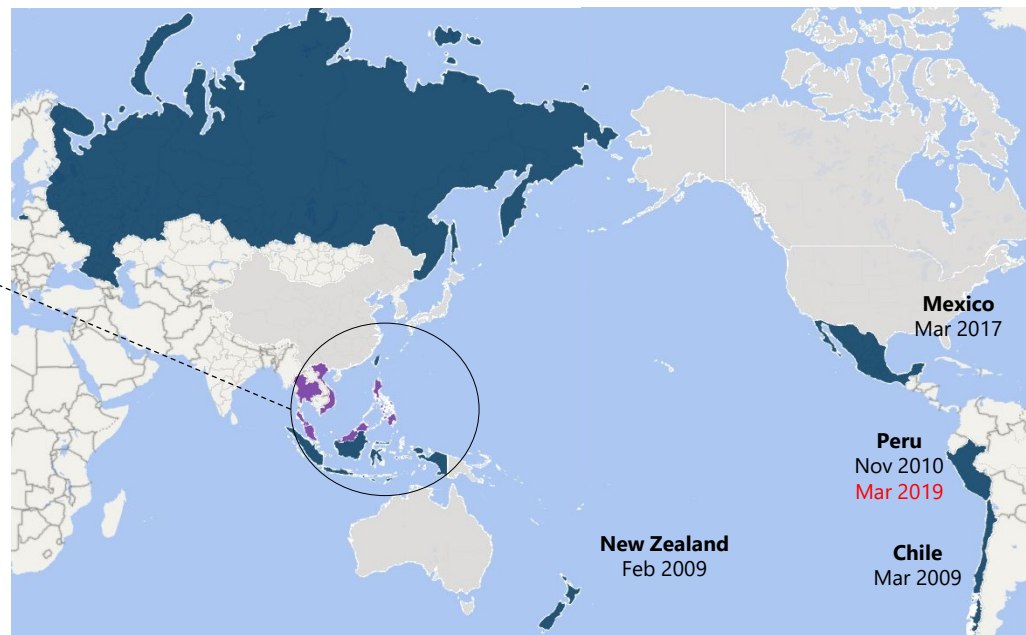 Mexico
Mar 2017
Peru
Nov 2010
Mar 2019
New Zealand
Feb 2009
Chile
Mar 2009